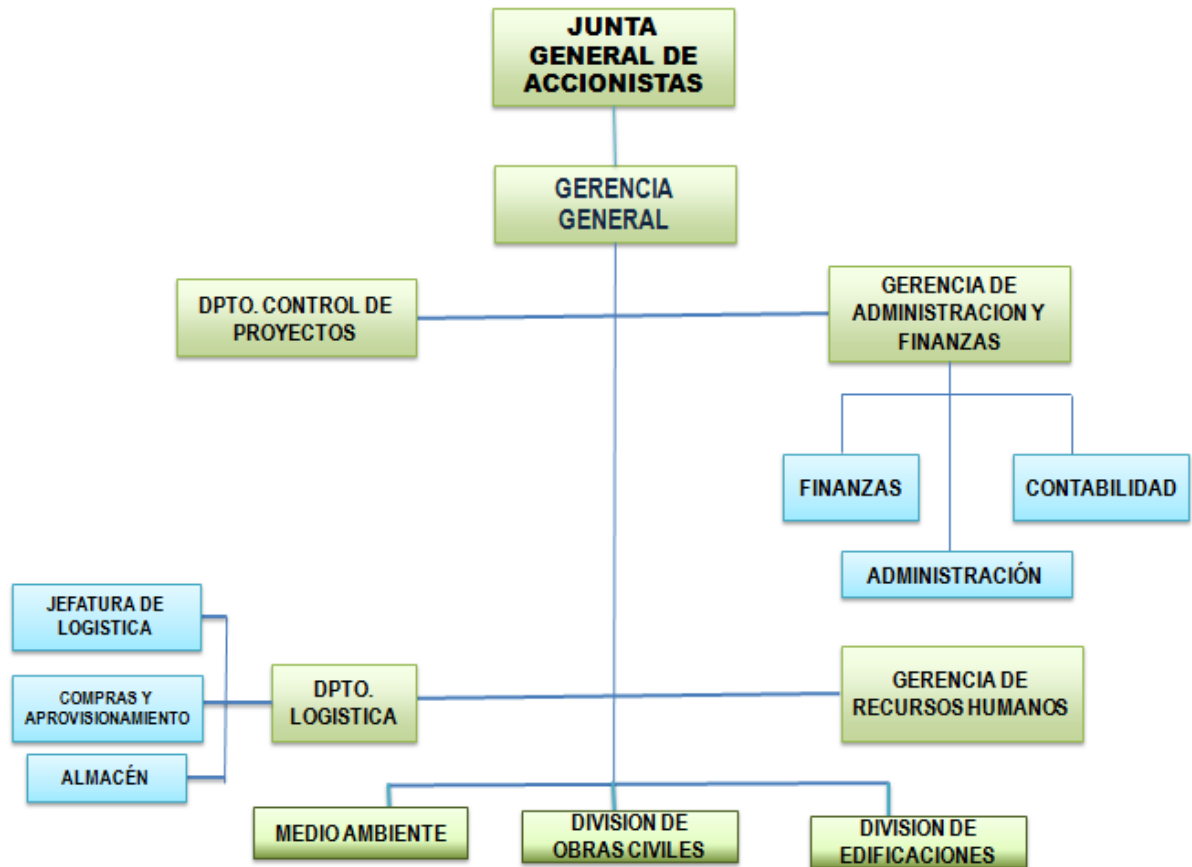 JUNTA
GENERAL DE
ACCIONISTAS
GERENCIA
GENERAL
DPTO. CONTROL DE
PROYECTOS
GERENCIA DE
ADMINISTRACION Y
FINANZAS
FINANZAS
CONTABILIDAD
ADMINISTRACIÓN
JEFATURA DE
LOGISTICA
COMPRAS Y
APROVISIONAMIENTO
ALMACÉN
DPTO.
LOGISTICA
GERENCIA DE
RECURSOS HUMANOS
MEDIO AMBIENTE
DIVISION DE
OBRAS CIVILES
DIVISION DE
EDIFICACIONES